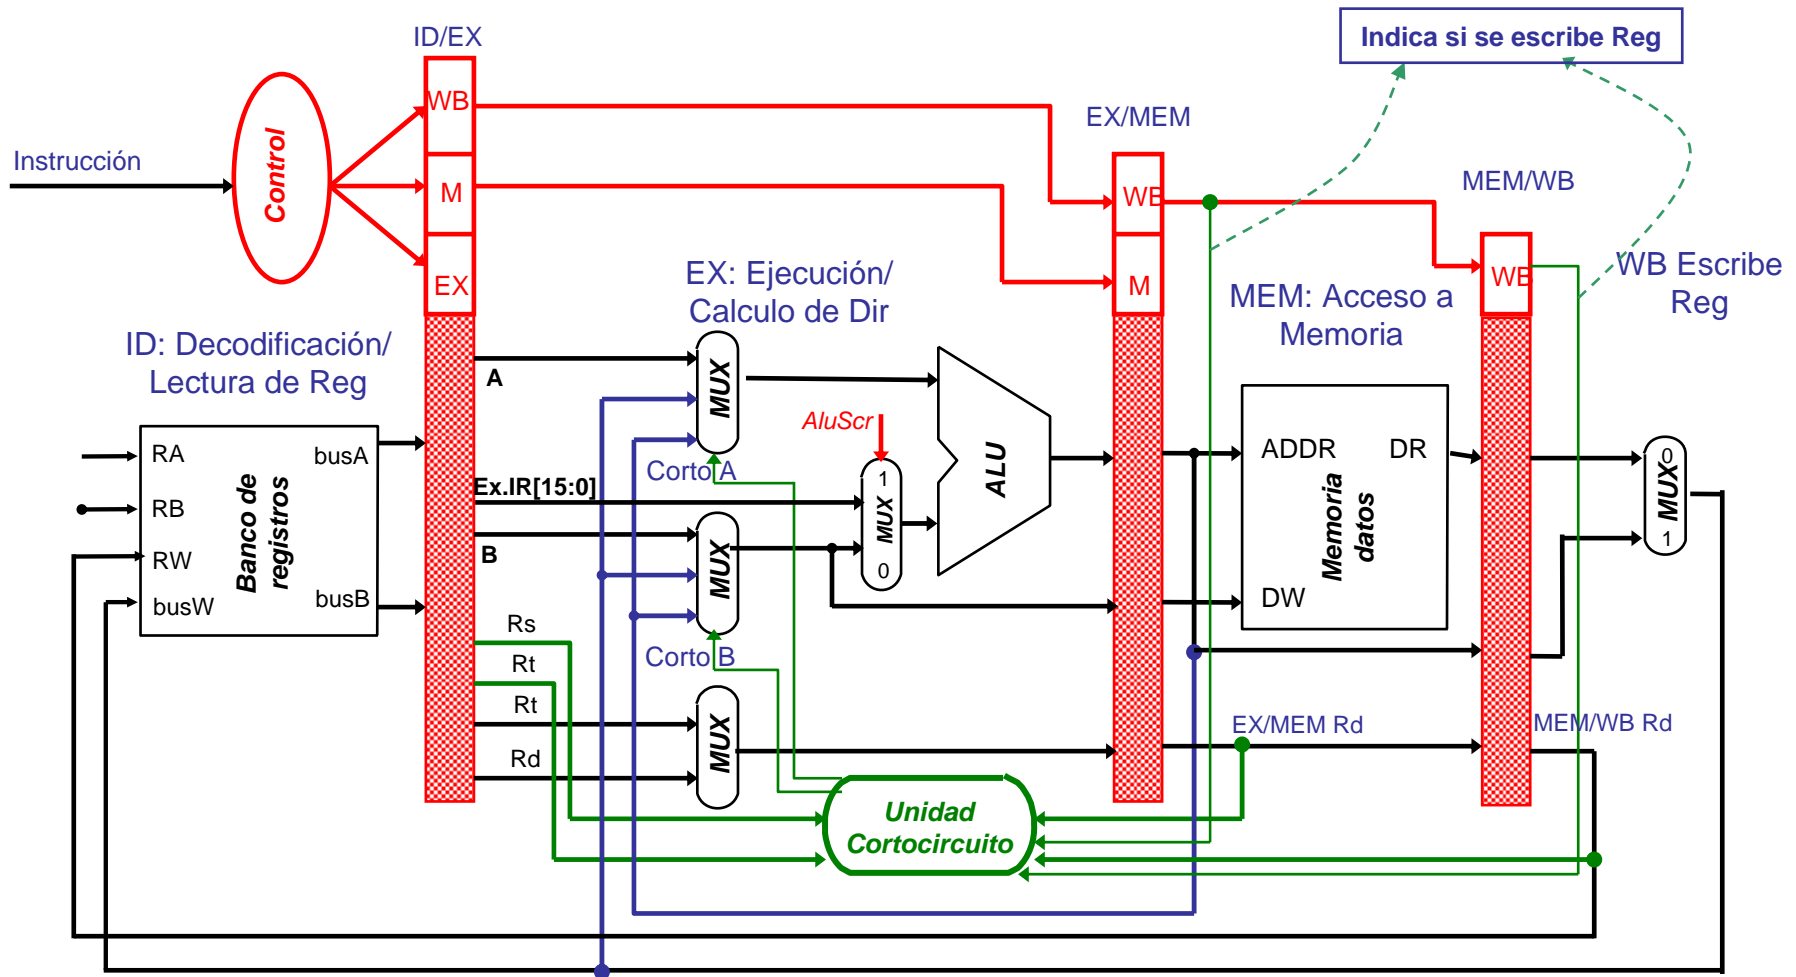 ID/EX
Indica si se escribe Reg
WB
EX/MEM
Instrucción
Control
M
WB
MEM/WB
EX
EX: Ejecución/
Calculo de Dir
M
MEM: Acceso a
Memoria
WB
WB Escribe
Reg
ID: Decodificación/
Lectura de Reg
A
MUX
AluScr
ALU
RA
busA
Corto A
ADDR
DR
0
MUX
1
Ex.IR[15:0]
1
MUX
0
RB
Banco de
registros
Memoria
datos
B
MUX
RW
busW
busB
DW
Rs
Corto B
Rt
Rt
MUX
Rd
EX/MEM Rd
MEM/WB Rd
Unidad
Cortocircuito